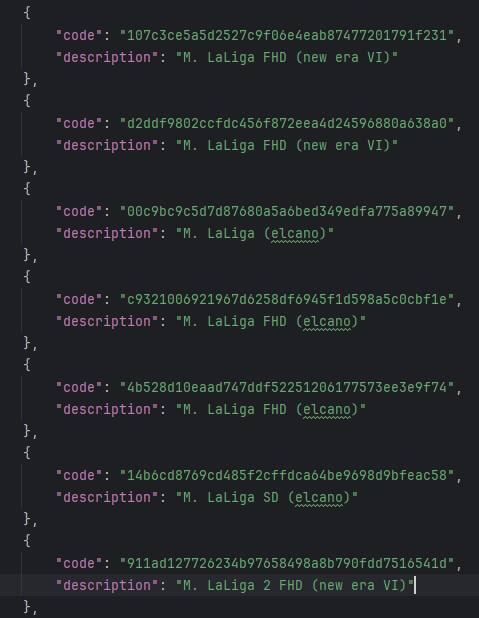 {
"code": "107c3ce5a5d2527c9f06e4eab87477201791f231",
"description": "M. LaLiga FHD (new era VI)"
},
{
"code": "d2ddf9802ccfdc456f872eea4d24596880a638a0",
"description": "M. LaLiga FHD (new era VI)"
},
{
"code": "00c9bc9c5d7d87680a5a6bed349edfa775a89947",
"description": "M. LaLiga (elcano)"
},
{
"code": "c9321006921967d6258df6945f1d598a5c0cbf1e",
"description": "M. LaLiga FHD (elcano)"
},
{
"code": "4b528d10eaad747ddf52251206177573ee3e9f74",
"description": "M. LaLiga FHD (elcano)"
},
{
"code": "14b6cd8769cd485f2cffdca64be9698d9bfeac58",
"description": "M. LaLiga SD (elcano)"
},
{
"code": "911ad127726234b97658498a8b790fdd7516541d",
"description": "M. LaLiga 2 FHD (new era VI)"
},